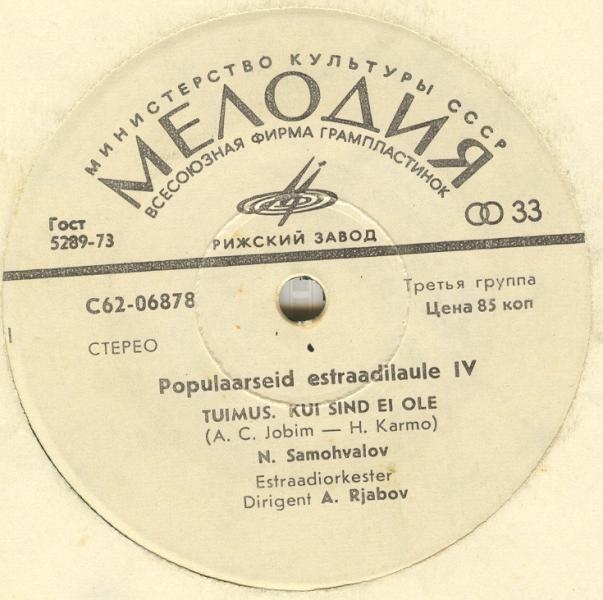 МИНИСТЕРСТВО КУЛЬТУРЫ СССР
МЕЛОДИЯ
ВСЕСОЮЗНАЯ ФИРМА ГРАМПЛАСТИНОК
Гост
5289-73
33
РИЖСКИЙ ЗАВОД
С62-06878
Третья группа
Цена 85 коп
СТЕРЕО
Populaarseid estraadilaule IV
TUIMUS. KUI SIND EI OLE
(A. C. Jobim — H. Karmo)
N. Samohvalov
Estraadiorkester
Dirigent A. Rjabov